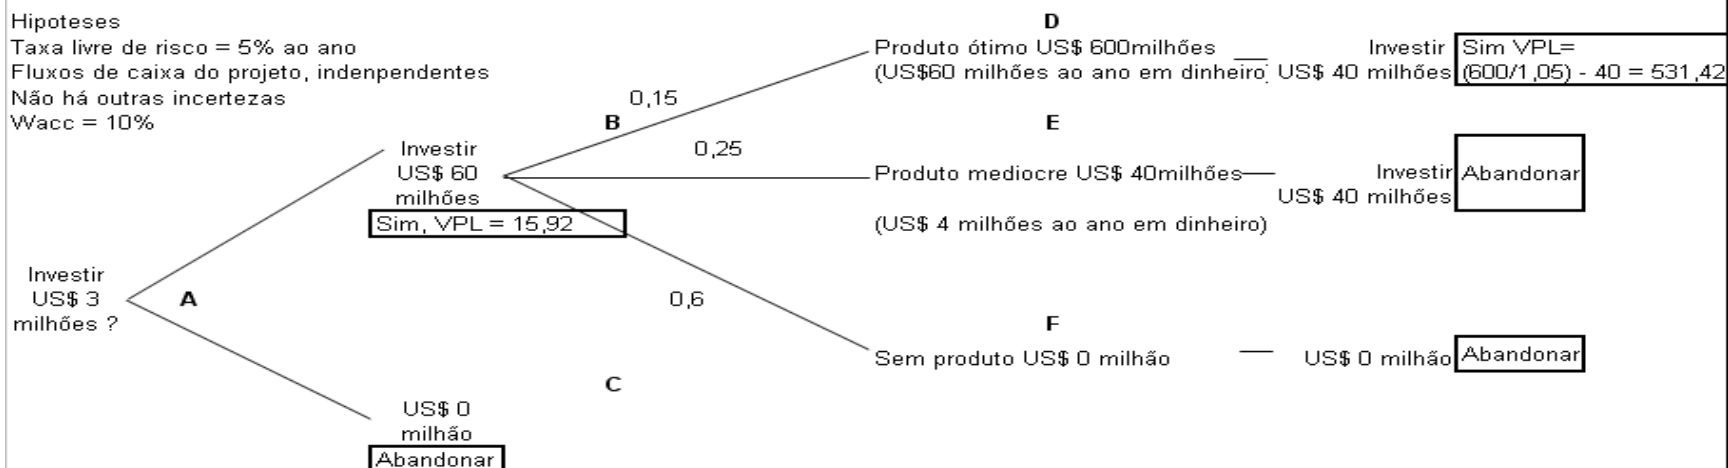 Hipoteses
Taxa livre de risco = 5% ao ano
Fluxos de caixa do projeto, indenpendentes
Não há outras incertezas
Wacc = 10%
D
Produto ótimo US$ 600milhões
(US$60 milhões ao ano em dinheiro)
Investir
US$ 40 milhões
Sim VPL=
(600/1,05) - 40 = 531,42
0,15
B
0,25
E
Investir
US$ 60
milhões
Sim, VPL = 15,92
Produto mediocre US$ 40milhões
(US$ 4 milhões ao ano em dinheiro)
Investir
US$ 40 milhões
Abandonar
Investir
US$ 3
milhões ?
A
0,6
F
Sem produto US$ 0 milhão
US$ 0 milhão
Abandonar
C
US$ 0
milhão
Abandonar